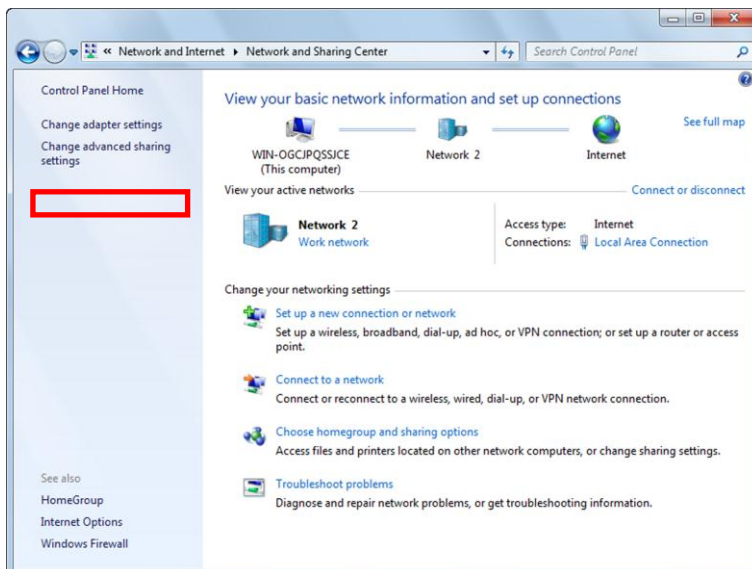 « Network and Internet ▸ Network and Sharing Center
Search Control Panel
Control Panel Home
Change adapter settings
Change advanced sharing
settings
See also
HomeGroup
Internet Options
Windows Firewall
View your basic network information and set up connections
See full map
WIN-OGCJPQSSJCE
(This computer)
Network 2
Internet
View your active networks
Connect or disconnect
Network 2
Work network
Access type: Internet
Connections: Local Area Connection
Change your networking settings
Set up a new connection or network
Set up a wireless, broadband, dial-up, ad hoc, or VPN connection; or set up a router or access
point.
Connect to a network
Connect or reconnect to a wireless, wired, dial-up, or VPN network connection.
Choose homegroup and sharing options
Access files and printers located on other network computers, or change sharing settings.
Troubleshoot problems
Diagnose and repair network problems, or get troubleshooting information.